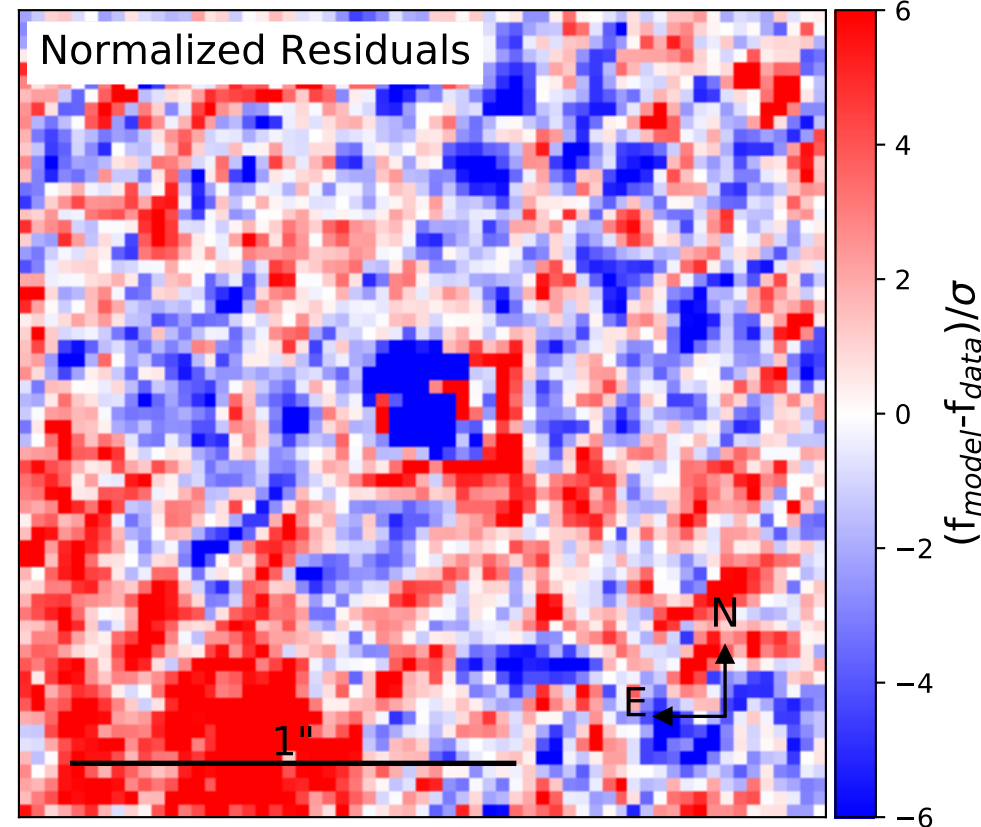 Normalized Residuals
6
4
2
0
−2
−4
−6
(f_model-f_data)/σ
N
E
1"